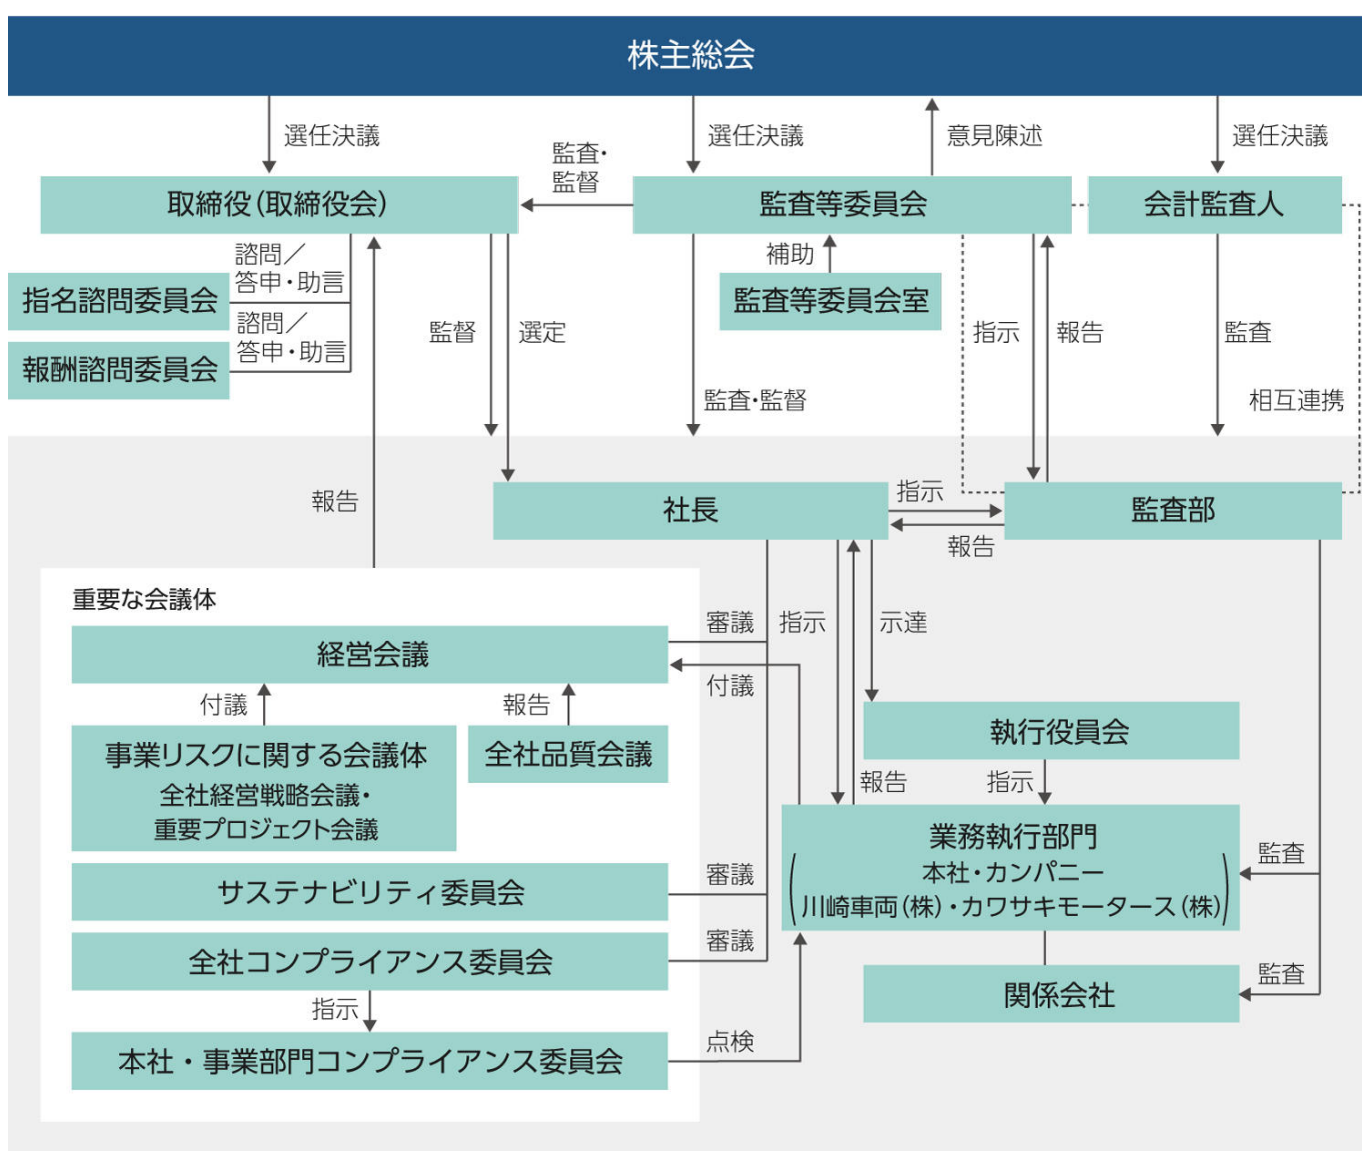 株主総会
選任決議
選任決議
意見陳述
選任決議
監査・
監督
取締役（取締役会）
監査等委員会
会計監査人
諮問／
答申・助言
補助
指名諮問委員会
監査等委員会室
諮問／
答申・助言
監督
選定
指示
報告
監査
報酬諮問委員会
監査・監督
相互連携
報告
社長
指示
監査部
報告
重要な会議体
審議
指示
示達
経営会議
付議
付議
報告
執行役員会
事業リスクに関する会議体
全社経営戦略会議・
重要プロジェクト会議
全社品質会議
報告
指示
業務執行部門
本社・カンパニー
川崎車両（株）・カワサキモータース（株）
監査
サステナビリティ委員会
審議
全社コンプライアンス委員会
審議
関係会社
監査
指示
本社・事業部門コンプライアンス委員会
点検